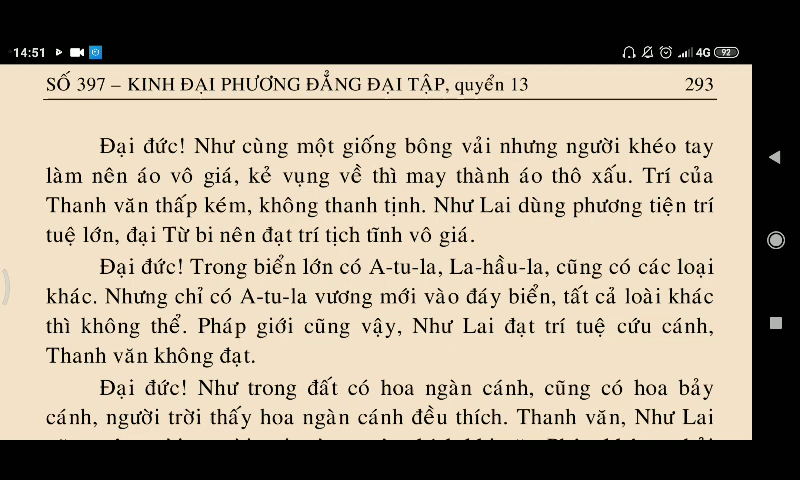 14:51 4G 92
SỐ 397 – KINH ĐẠI PHƯƠNG ĐẲNG ĐẠI TẬP, quyển 13 293
Đại đức! Như cùng một giống bông vải nhưng người khéo tay
làm nên áo vô giá, kẻ vụng về thì may thành áo thô xấu. Trí của
Thanh văn thấp kém, không thanh tịnh. Như Lai dùng phương tiện trí
tuệ lớn, đại Từ bi nên đạt trí tịch tĩnh vô giá.
Đại đức! Trong biển lớn có A-tu-la, La-hầu-la, cũng có các loại
khác. Nhưng chỉ có A-tu-la vương mới vào đáy biển, tất cả loài khác
thì không thể. Pháp giới cũng vậy, Như Lai đạt trí tuệ cứu cánh,
Thanh văn không đạt.
Đại đức! Như trong đất có hoa ngàn cánh, cũng có hoa bảy
cánh, người trời thấy hoa ngàn cánh đều thích. Thanh văn, Như Lai